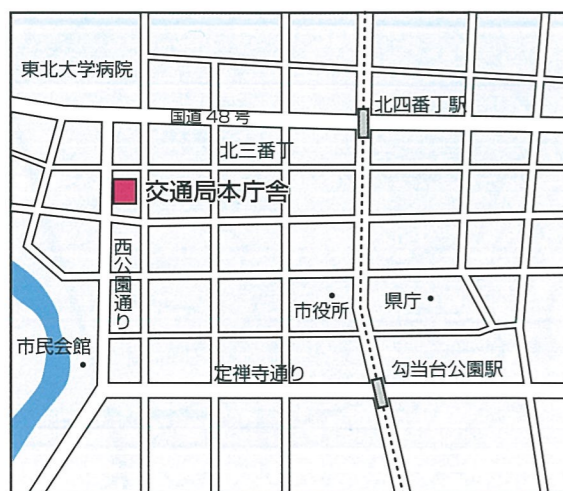 東北大学病院
国道48号
北四番丁駅
北三番丁
交通局本庁舎
西公園通り
市役所
県庁
市民会館
定禅寺通り
勾当台公園駅